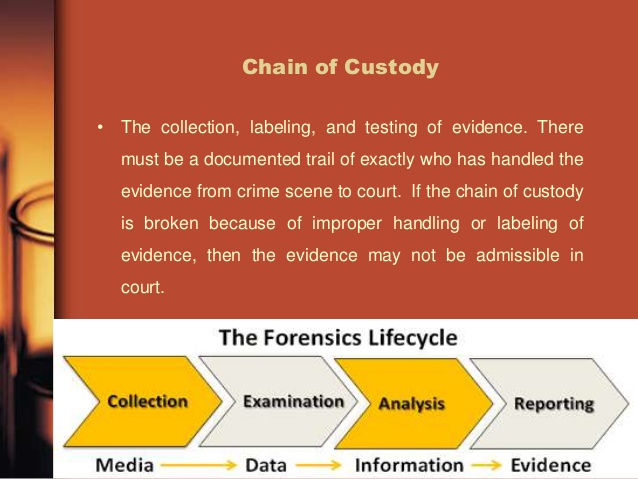 Chain of Custody
• The collection, labeling, and testing of evidence. There
must be a documented trail of exactly who has handled the
evidence from crime scene to court. If the chain of custody
is broken because of improper handling or labeling of
evidence, then the evidence may not be admissible in
court.
The Forensics Lifecycle
Collection Examination Analysis Reporting
Media Data Information Evidence